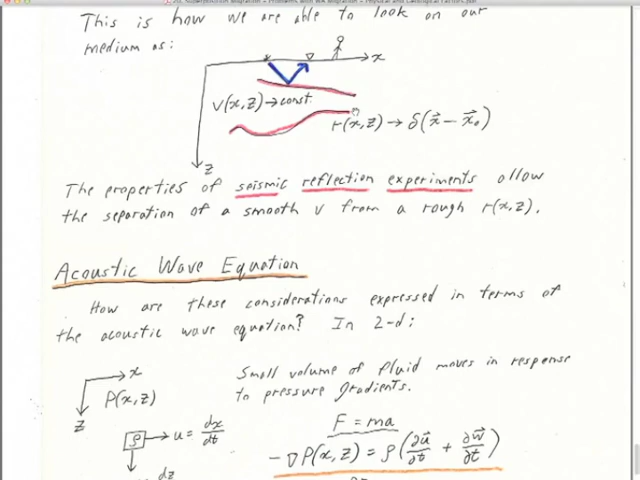 This is how we are able to look on our
medium as:
x
v(x,z) → const.
r(x,z) → δ(x⃗ - x⃗₀)
z
The properties of seismic reflection experiments allow
the separation of a smooth v from a rough r(x,z).
Acoustic Wave Equation
How are these considerations expressed in terms of
the acoustic wave equation? In 2-d:
x
P(x,z)
z
Small volume of fluid moves in response
to pressure gradients.
ρ → u = dx/dt
F = ma
-∇P(x,z) = ρ(∂u⃗/∂t + ∂w⃗/∂t)
dz